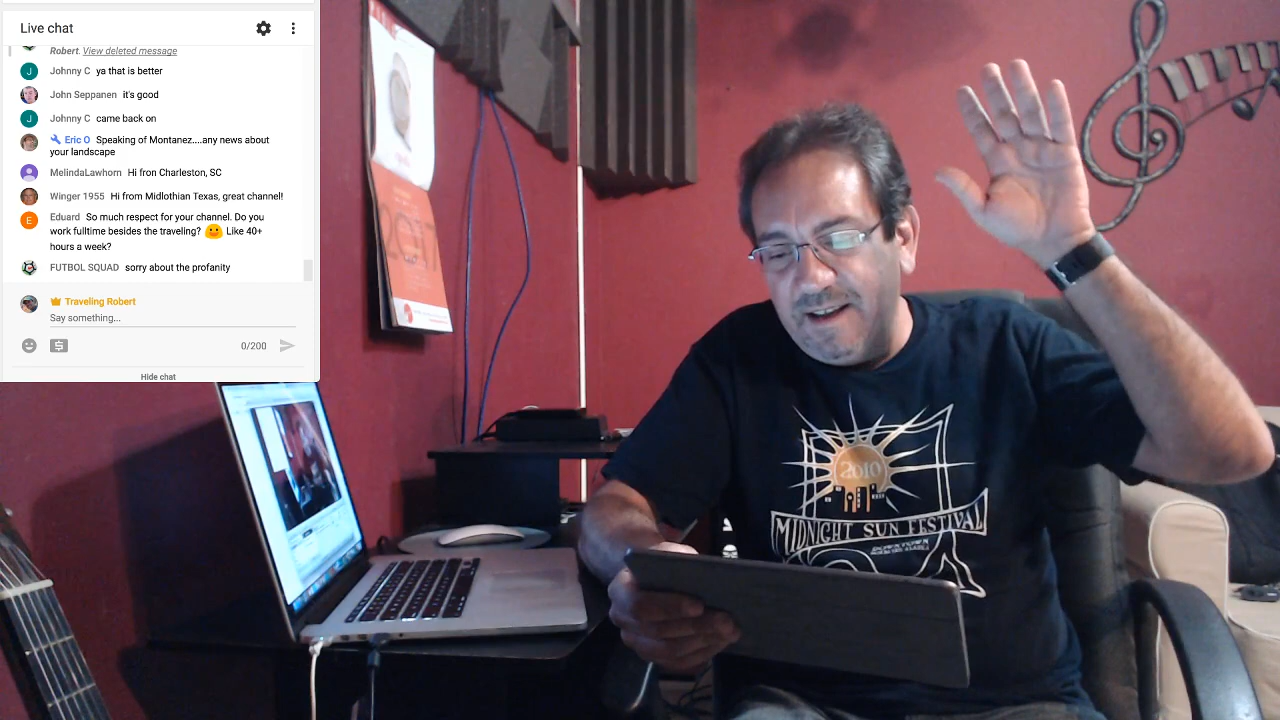 Live chat
Robert. View deleted message
Johnny C ya that is better
John Seppanen it's good
Johnny C came back on
Eric O Speaking of Montanez....any news about
your landscape
MelindaLawhorn Hi from Charleston, SC
Winger 1955 Hi from Midlothian Texas, great channel!
Eduard So much respect for your channel. Do you
work fulltime besides the traveling? 🙂 Like 40+
hours a week?
FUTBOL SQUAD sorry about the profanity
Traveling Robert
Say something...
0/200
Hide chat
2017
2010
MIDNIGHT SUN FESTIVAL
DOWNTOWN